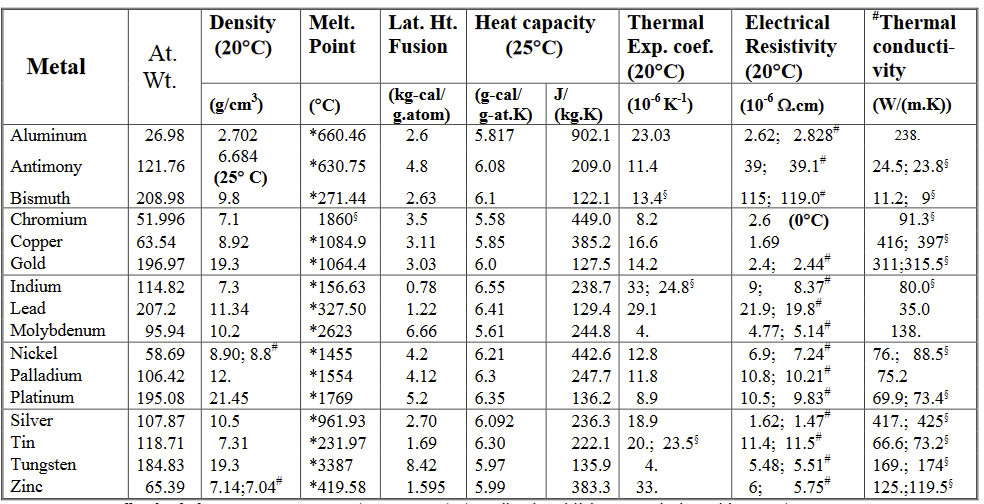 Metal At. Wt. Density (20°C) (g/cm³) Melt. Point (°C) Lat. Ht. Fusion (kg-cal/ g.atom) Heat capacity (25°C) (g-cal/ g-at.K) J/ (kg.K) Thermal Exp. coef. (20°C) (10⁻⁶ K⁻¹) Electrical Resistivity (20°C) (10⁻⁶ Ω.cm) #Thermal conducti-vity (W/(m.K))
Aluminum 26.98 2.702 *660.46 2.6 5.817 902.1 23.03 2.62; 2.828# 238.
Antimony 121.76 6.684 (25° C) *630.75 4.8 6.08 209.0 11.4 39; 39.1# 24.5; 23.8§
Bismuth 208.98 9.8 *271.44 2.63 6.1 122.1 13.4§ 115; 119.0# 11.2; 9§
Chromium 51.996 7.1 1860§ 3.5 5.58 449.0 8.2 2.6 (0°C) 91.3§
Copper 63.54 8.92 *1084.9 3.11 5.85 385.2 16.6 1.69 416; 397§
Gold 196.97 19.3 *1064.4 3.03 6.0 127.5 14.2 2.4; 2.44# 311;315.5§
Indium 114.82 7.3 *156.63 0.78 6.55 238.7 33; 24.8§ 9; 8.37# 80.0§
Lead 207.2 11.34 *327.50 1.22 6.41 129.4 29.1 21.9; 19.8# 35.0
Molybdenum 95.94 10.2 *2623 6.66 5.61 244.8 4. 4.77; 5.14# 138.
Nickel 58.69 8.90; 8.8# *1455 4.2 6.21 442.6 12.8 6.9; 7.24# 76.; 88.5§
Palladium 106.42 12. *1554 4.12 6.3 247.7 11.8 10.8; 10.21# 75.2
Platinum 195.08 21.45 *1769 5.2 6.35 136.2 8.9 10.5; 9.83# 69.9; 73.4§
Silver 107.87 10.5 *961.93 2.70 6.092 236.3 18.9 1.62; 1.47# 417.; 425§
Tin 118.71 7.31 *231.97 1.69 6.30 222.1 20.; 23.5§ 11.4; 11.5# 66.6; 73.2§
Tungsten 184.83 19.3 *3387 8.42 5.97 135.9 4. 5.48; 5.51# 169.; 174§
Zinc 65.39 7.14;7.04# *419.58 1.595 5.99 383.3 33. 6; 5.75# 125.;119.5§